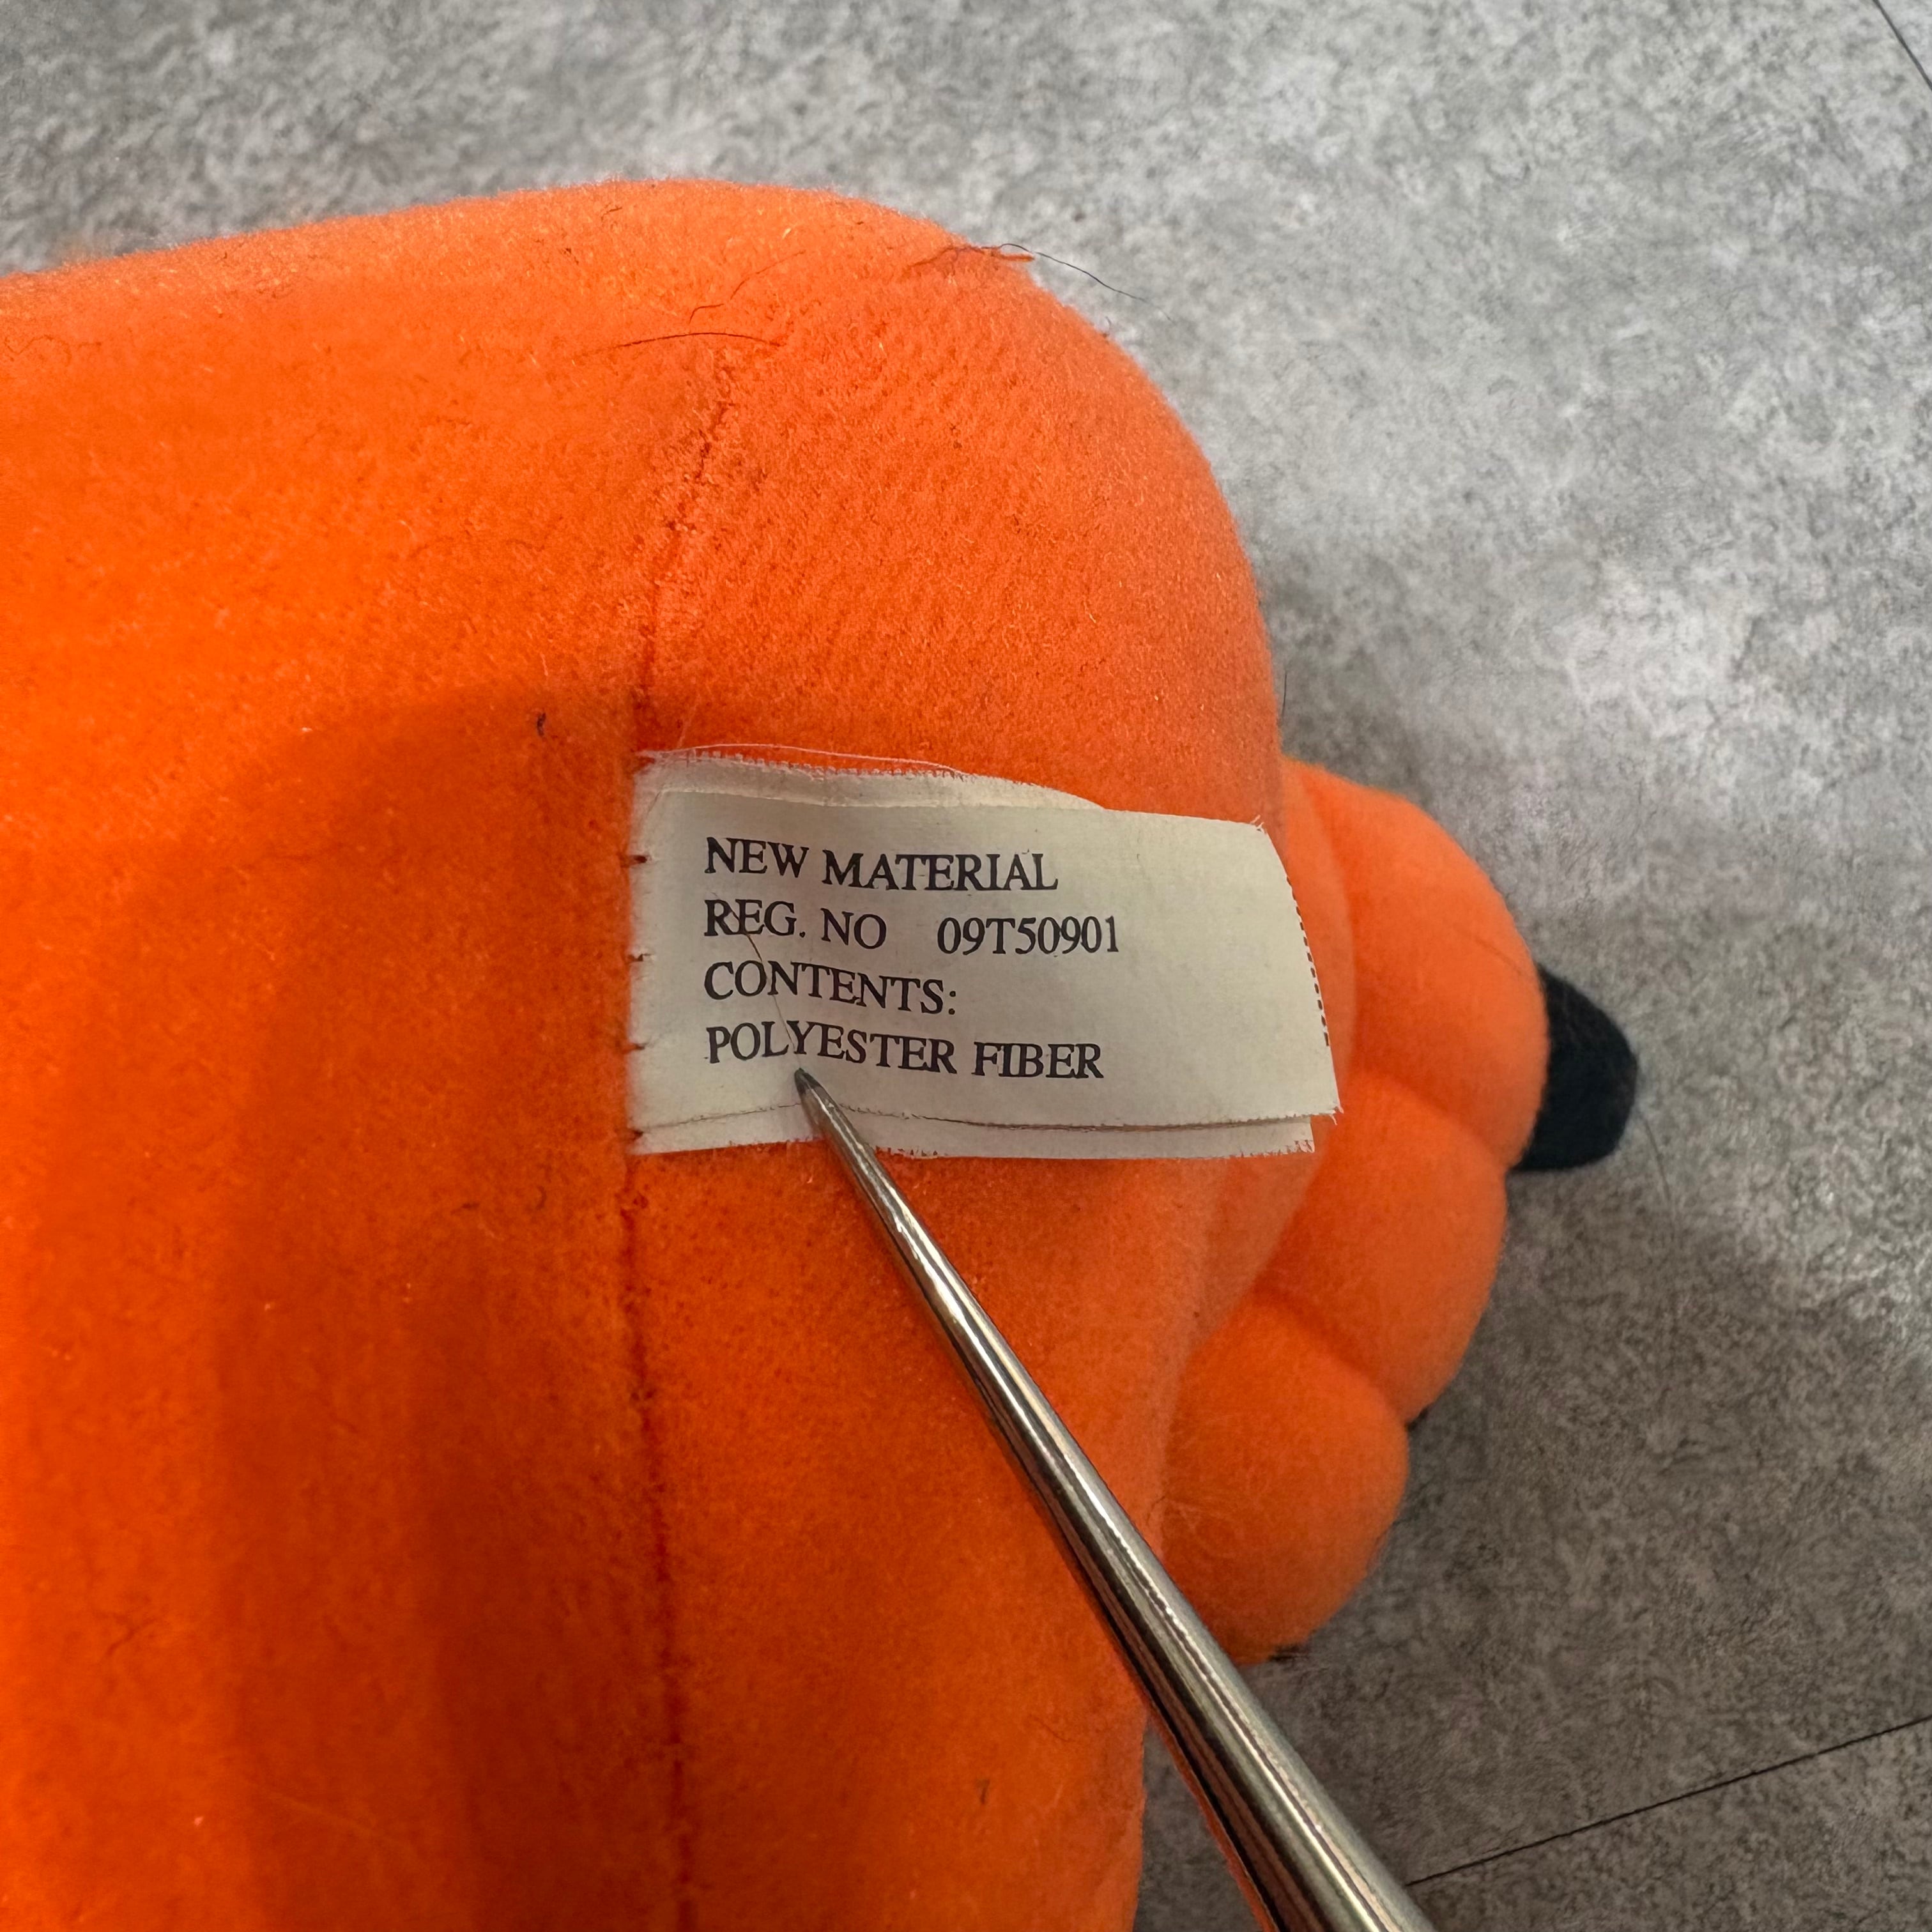 NEW MATERIAL
REG. NO 09T50901
CONTENTS:
POLYESTER FIBER